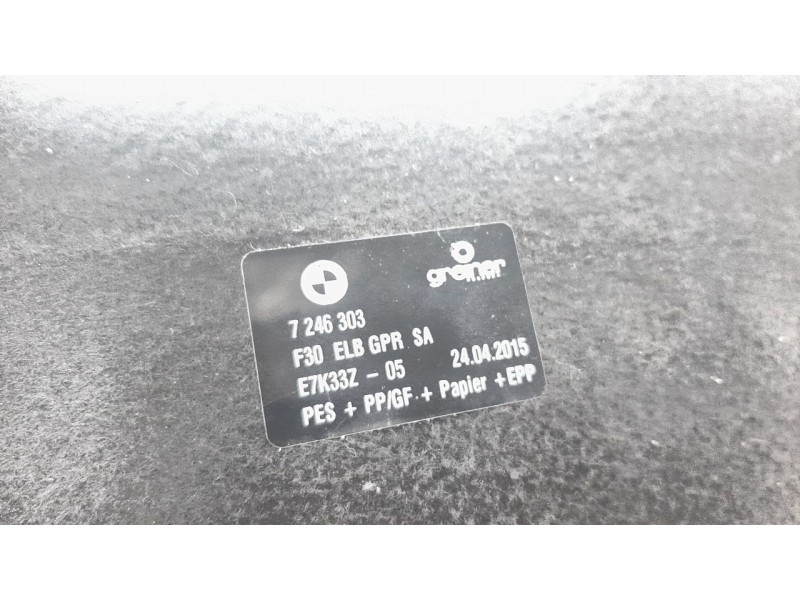 greiner
7 246 303
F30 ELB GPR SA
E7K33Z - 05 24.04.2015
PES + PP/GF + Papier + EPP